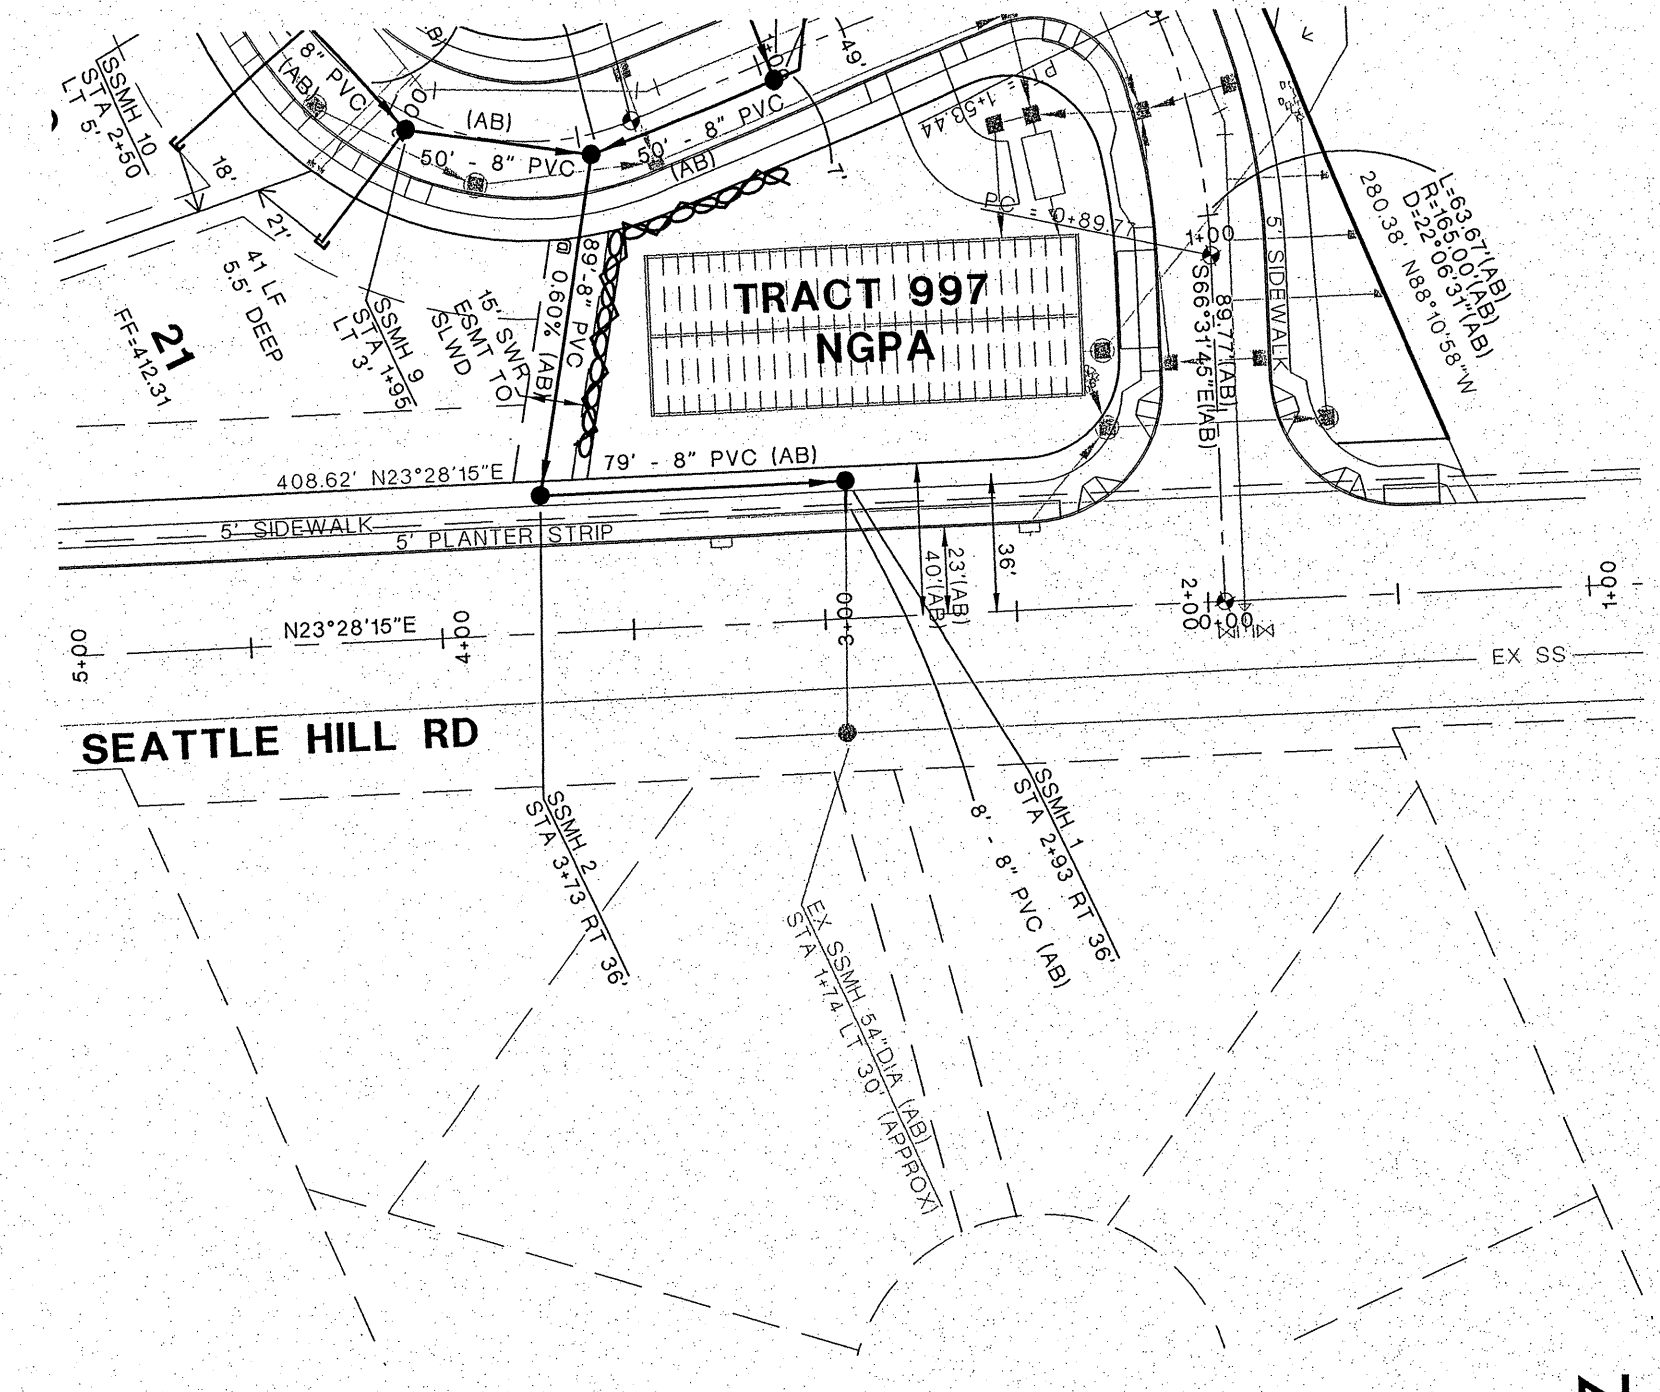 SSMH 10
STA 2+50
LT 5'
18'
21'
8" PVC
(AB)
(AB)
50' - 8" PVC
50' - 8" PVC
(AB)
49'
7'
PT = 1+53.44
PC = 0+89.77
1+00
L=63.67'(AB)
R=165.00'(AB)
D=22°06'31"(AB)
280.38' N88°10'58"W
5' SIDEWALK
89.77'(AB)
S66°31'45"E(AB)
41 LF
5.5' DEEP
21
FF=412.31
SSMH 9
STA 1+95
LT 3'
15' SWR
ESMT TO
SLWD
89'-8" PVC
@ 0.60% (AB)
TRACT 997
NGPA
79' - 8" PVC (AB)
408.62' N23°28'15"E
5' SIDEWALK
5' PLANTER STRIP
40'(AB)
23'(AB)
36'
5+00
N23°28'15"E
4+00
3+00
2+00
0+00
1+00
EX SS
SEATTLE HILL RD
SSMH 2
STA 3+73 RT 36'
SSMH 1
STA 2+93 RT 36'
8' - 8" PVC (AB)
EX SSMH 54"DIA (AB)
STA 1+74 LT 30' (APPROX)